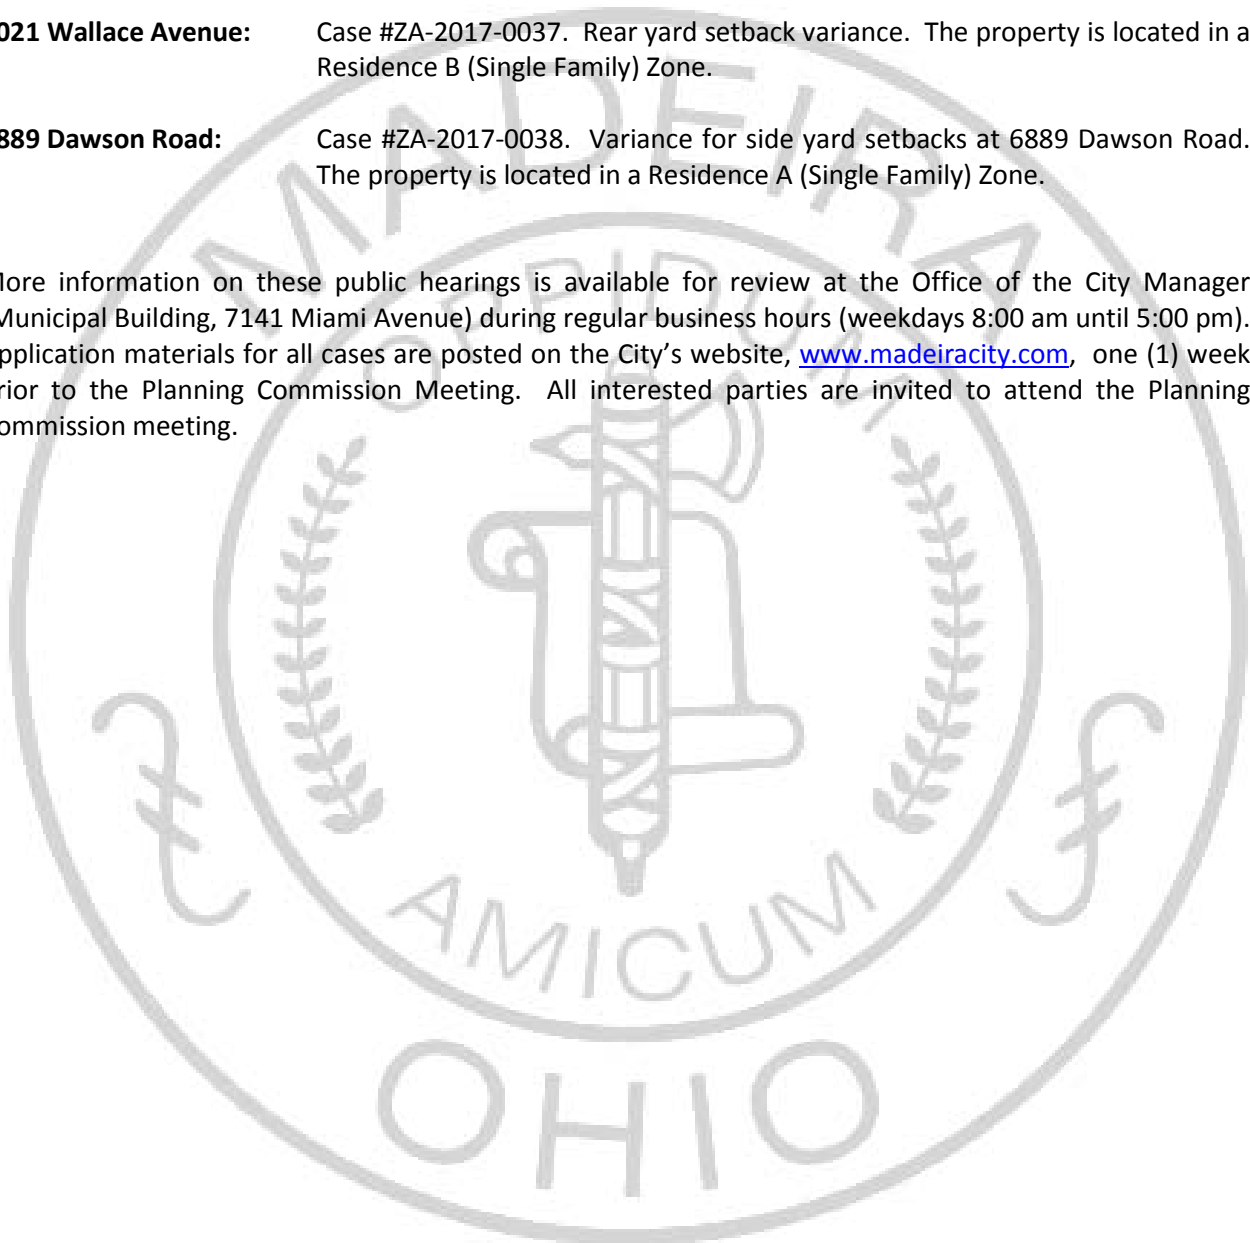 021 Wallace Avenue: Case #ZA-2017-0037. Rear yard setback variance. The property is located in a
Residence B (Single Family) Zone.
889 Dawson Road: Case #ZA-2017-0038. Variance for side yard setbacks at 6889 Dawson Road.
The property is located in a Residence A (Single Family) Zone.
ore information on these public hearings is available for review at the Office of the City Manager
Municipal Building, 7141 Miami Avenue) during regular business hours (weekdays 8:00 am until 5:00 pm).
pplication materials for all cases are posted on the City's website, www.madeiracity.com, one (1) week
rior to the Planning Commission Meeting. All interested parties are invited to attend the Planning
ommission meeting.
MADEIRA
OPPIDUM
AMICUM
OHIO